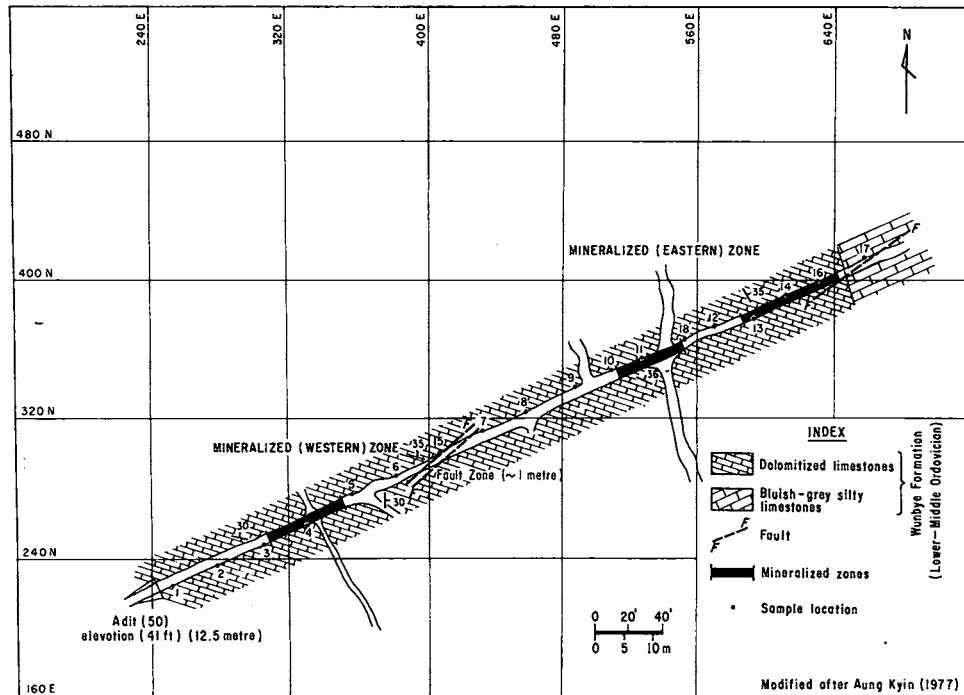 240 E
320 E
400 E
480 E
560 E
640 E
N
480 N
MINERALIZED (EASTERN) ZONE
17
F
400 N
16
35
14
F
13
12
18
11
10
36
9
8
320 N
7
MINERALIZED (WESTERN) ZONE
35
15
6
Fault Zone (~1 metre)
5
30
4
30
3
240 N
2
1
Adit (50)
elevation (41 ft) (12.5 metre)
INDEX
Dolomitized limestones
Bluish-grey silty
limestones
Wunbye Formation
(Lower-Middle Ordovician)
F
F
Fault
Mineralized zones
Sample location
0 20' 40'
0 5 10 m
160 E
Modified after Aung Kyin (1977)